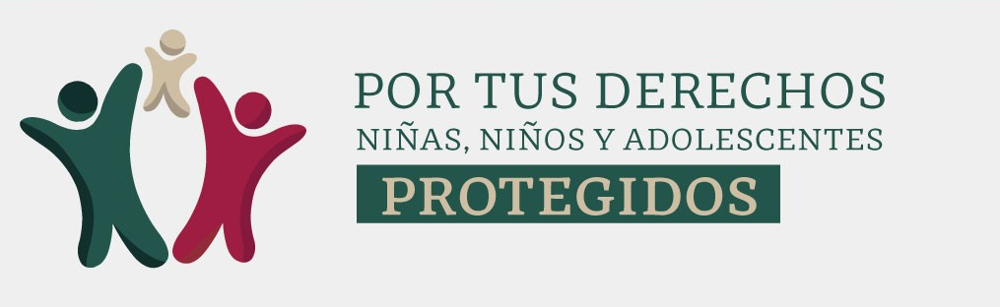 POR TUS DERECHOS
NIÑAS, NIÑOS Y ADOLESCENTES
PROTEGIDOS